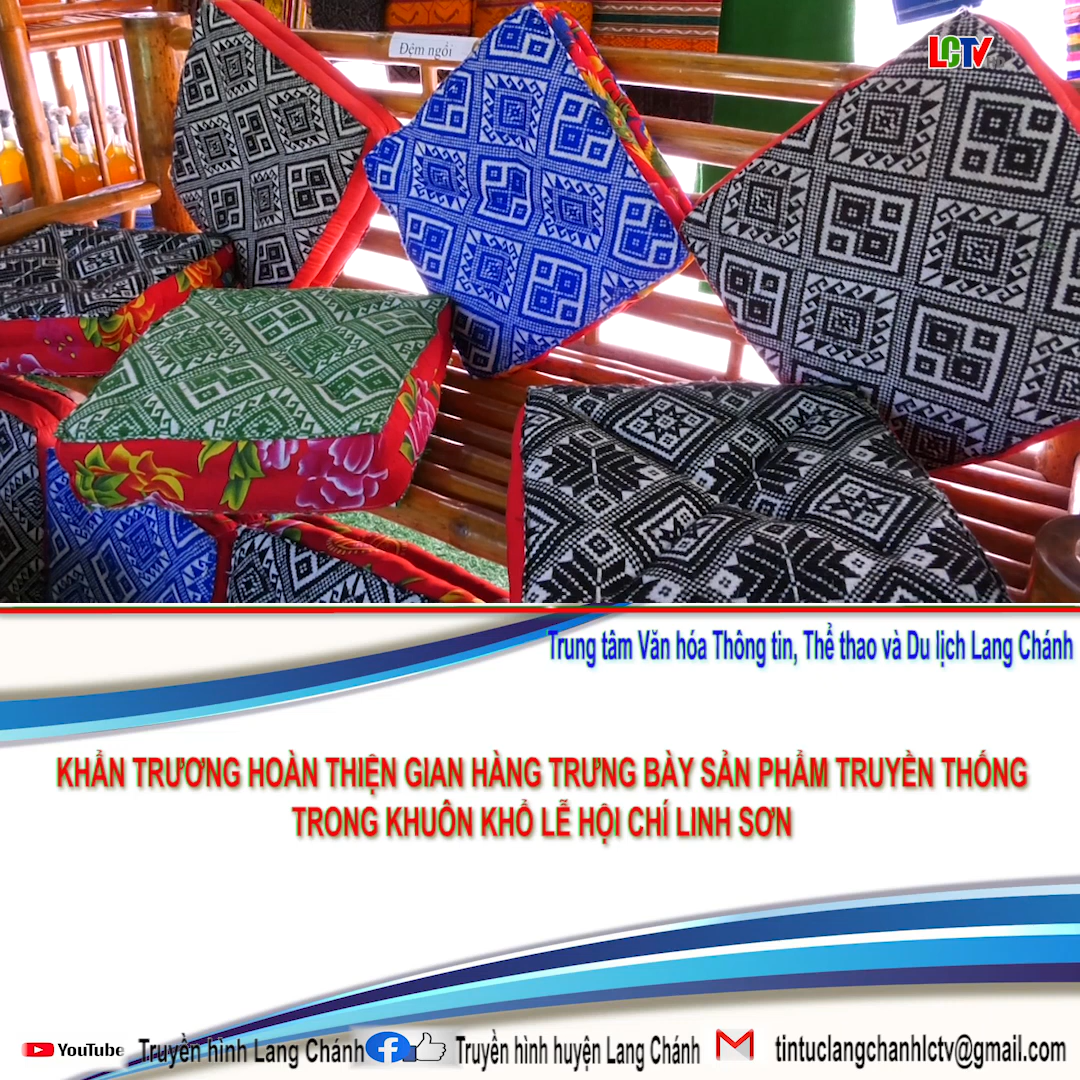 LCTV
Đệm ngồi
Trung tâm Văn hóa Thông tin, Thể thao và Du lịch Lang Chánh
KHẨN TRƯƠNG HOÀN THIỆN GIAN HÀNG TRƯNG BÀY SẢN PHẨM TRUYỀN THỐNG
TRONG KHUÔN KHỔ LỄ HỘI CHÍ LINH SƠN
YouTube Truyền hình Lang Chánh Truyền hình huyện Lang Chánh tintuclangchanhlctv@gmail.com